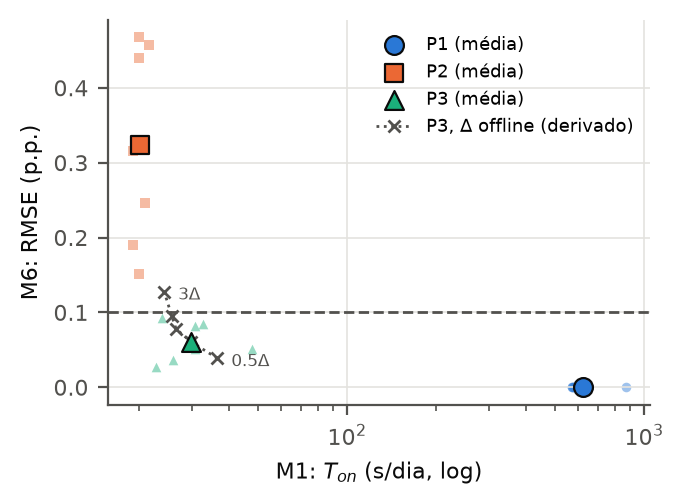 P1 (média)
P2 (média)
P3 (média)
P3, Δ offline (derivado)
M6: RMSE (p.p.)
0.4
0.3
0.2
0.1
0.0
3Δ
0.5Δ
10²
10³
M1: Tₒₙ (s/dia, log)